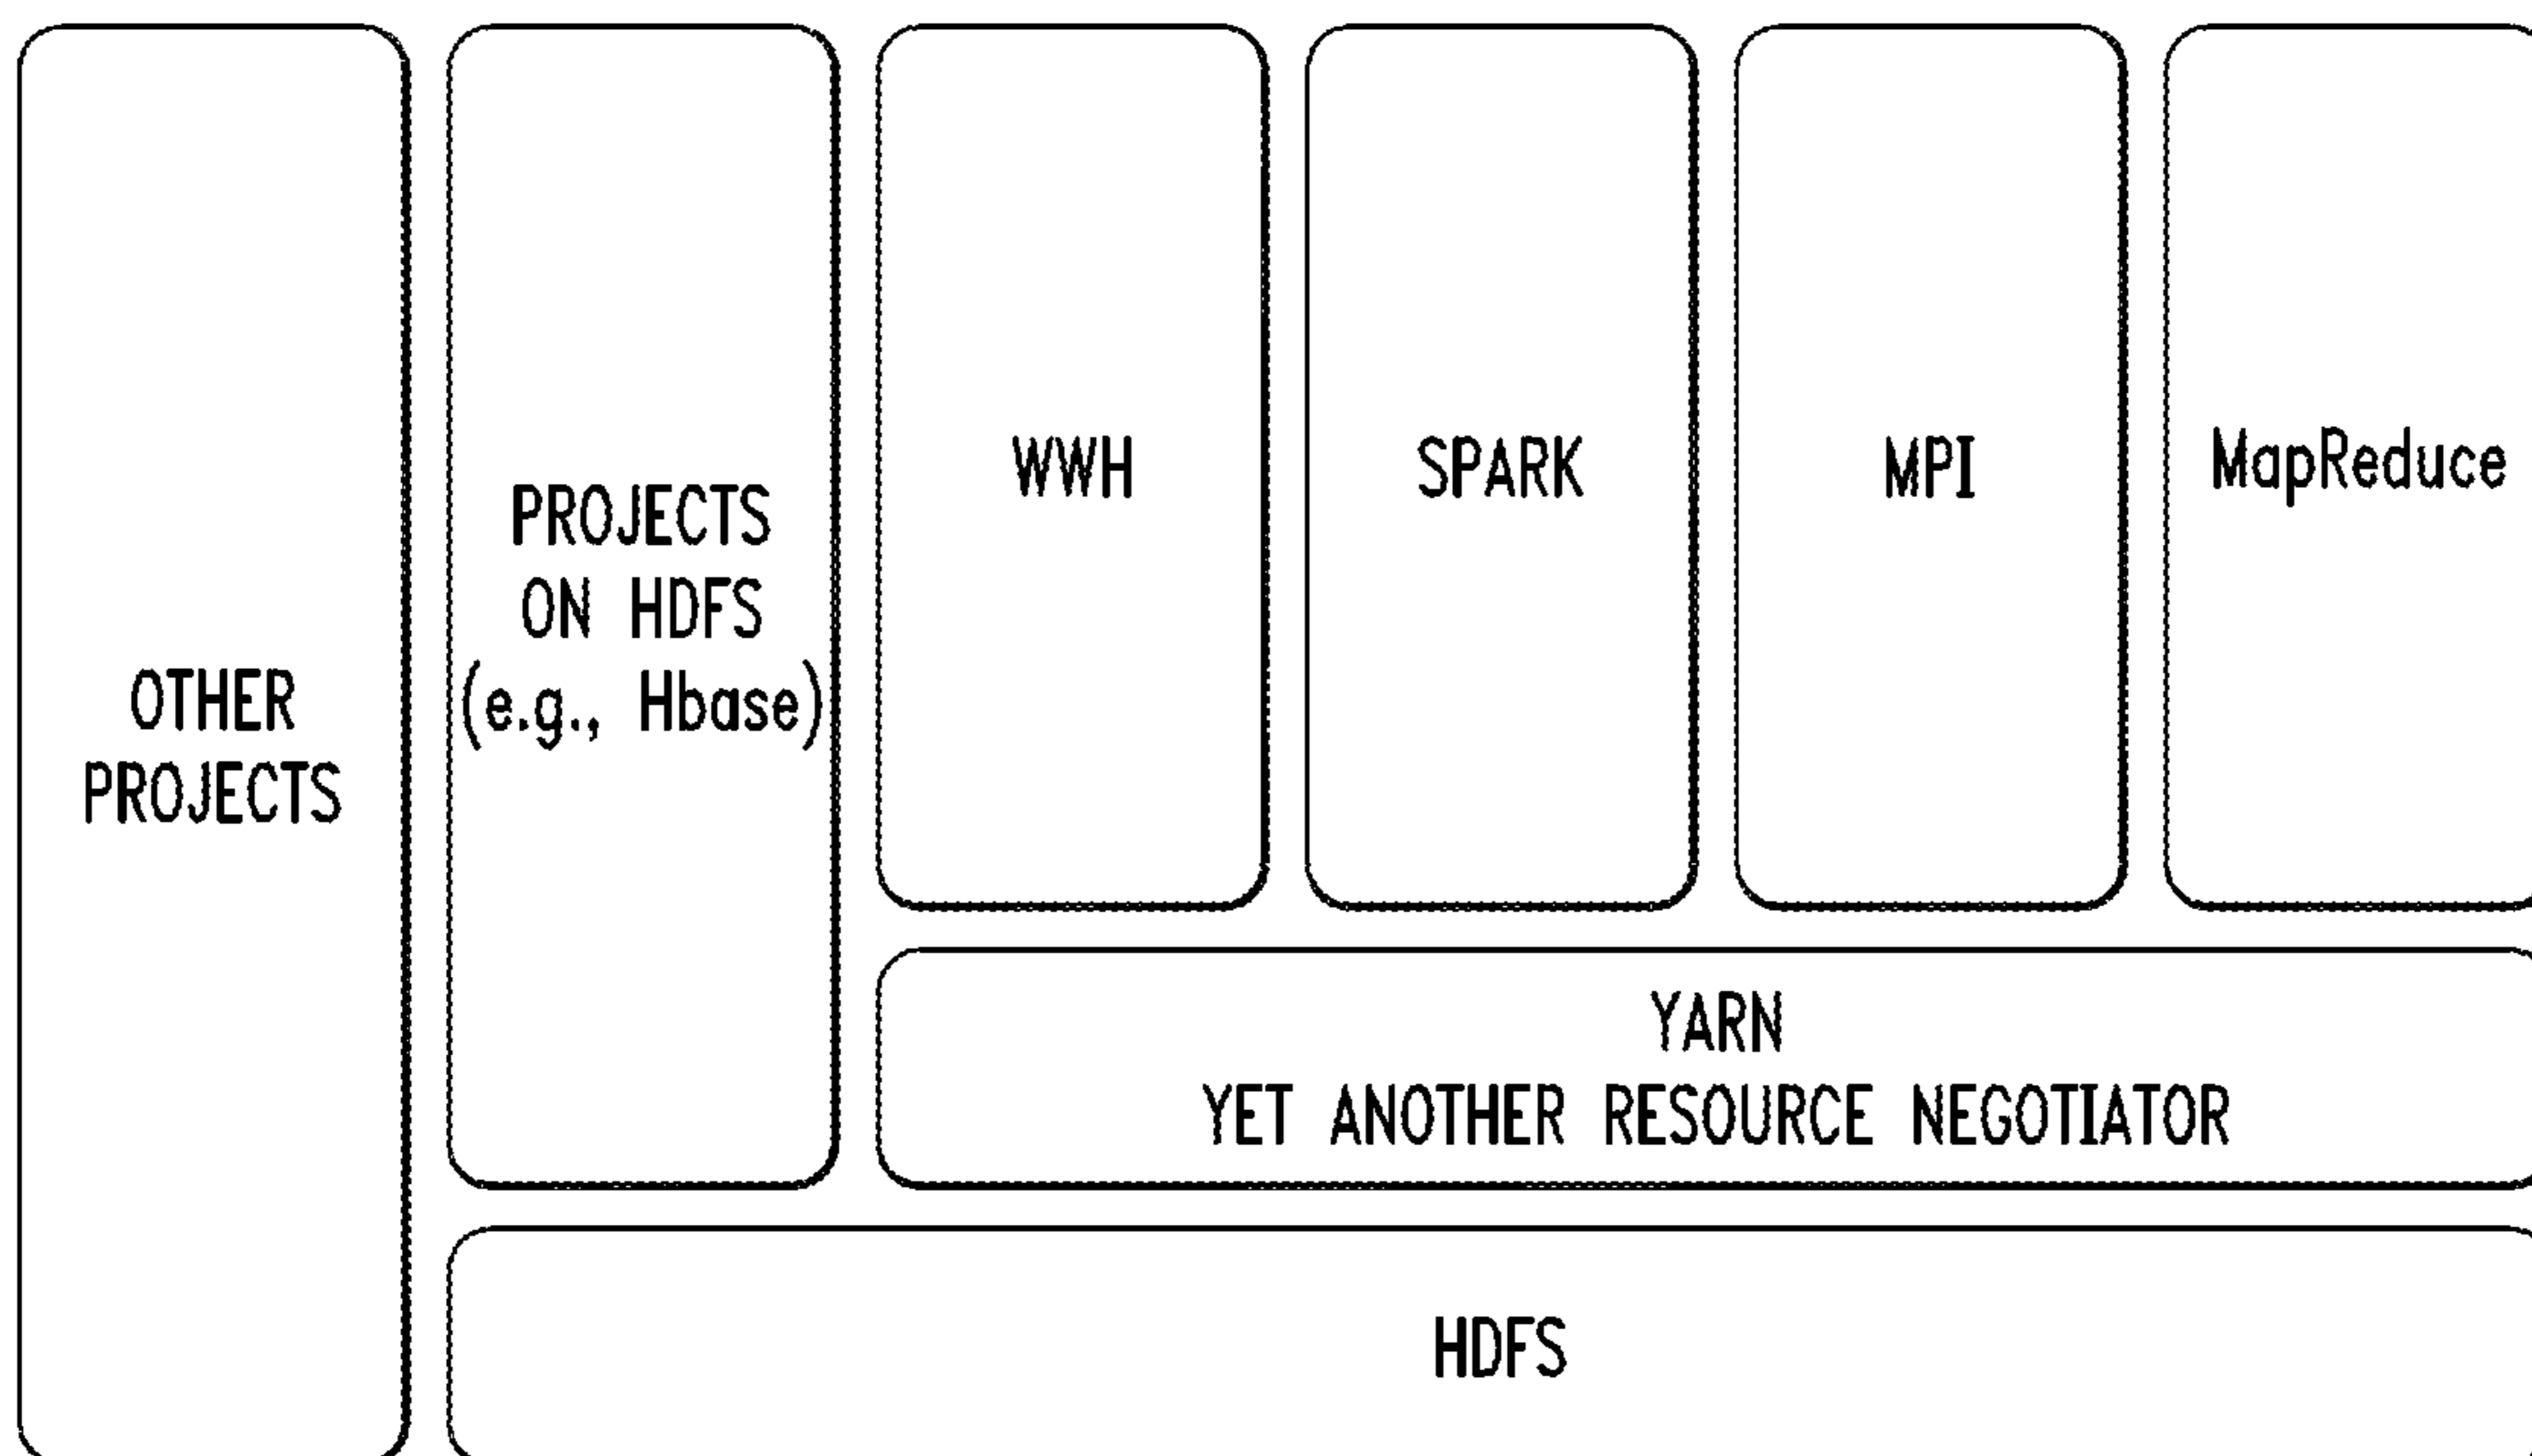 OTHER
PROJECTS
PROJECTS
ON HDFS
(e.g., Hbase)
WWH
SPARK
MPI
MapReduce
YARN
YET ANOTHER RESOURCE NEGOTIATOR
HDFS